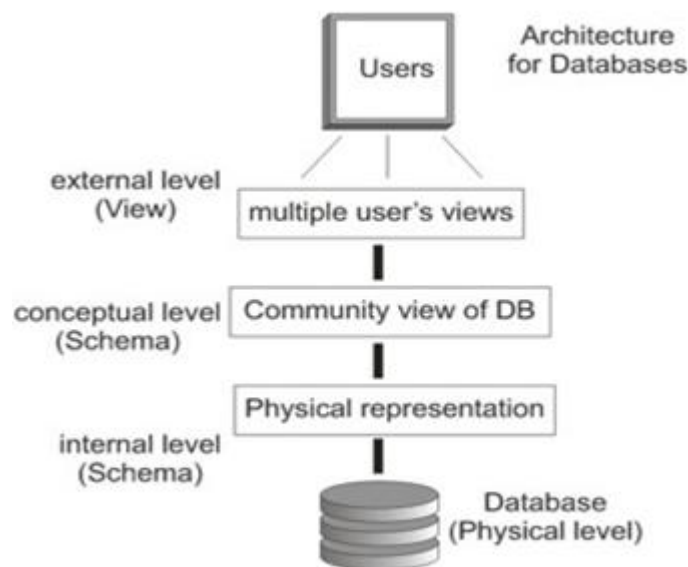 Architecture
for Databases
Users
external level
(View)
multiple user's views
conceptual level
(Schema)
Community view of DB
Physical representation
internal level
(Schema)
Database
(Physical level)